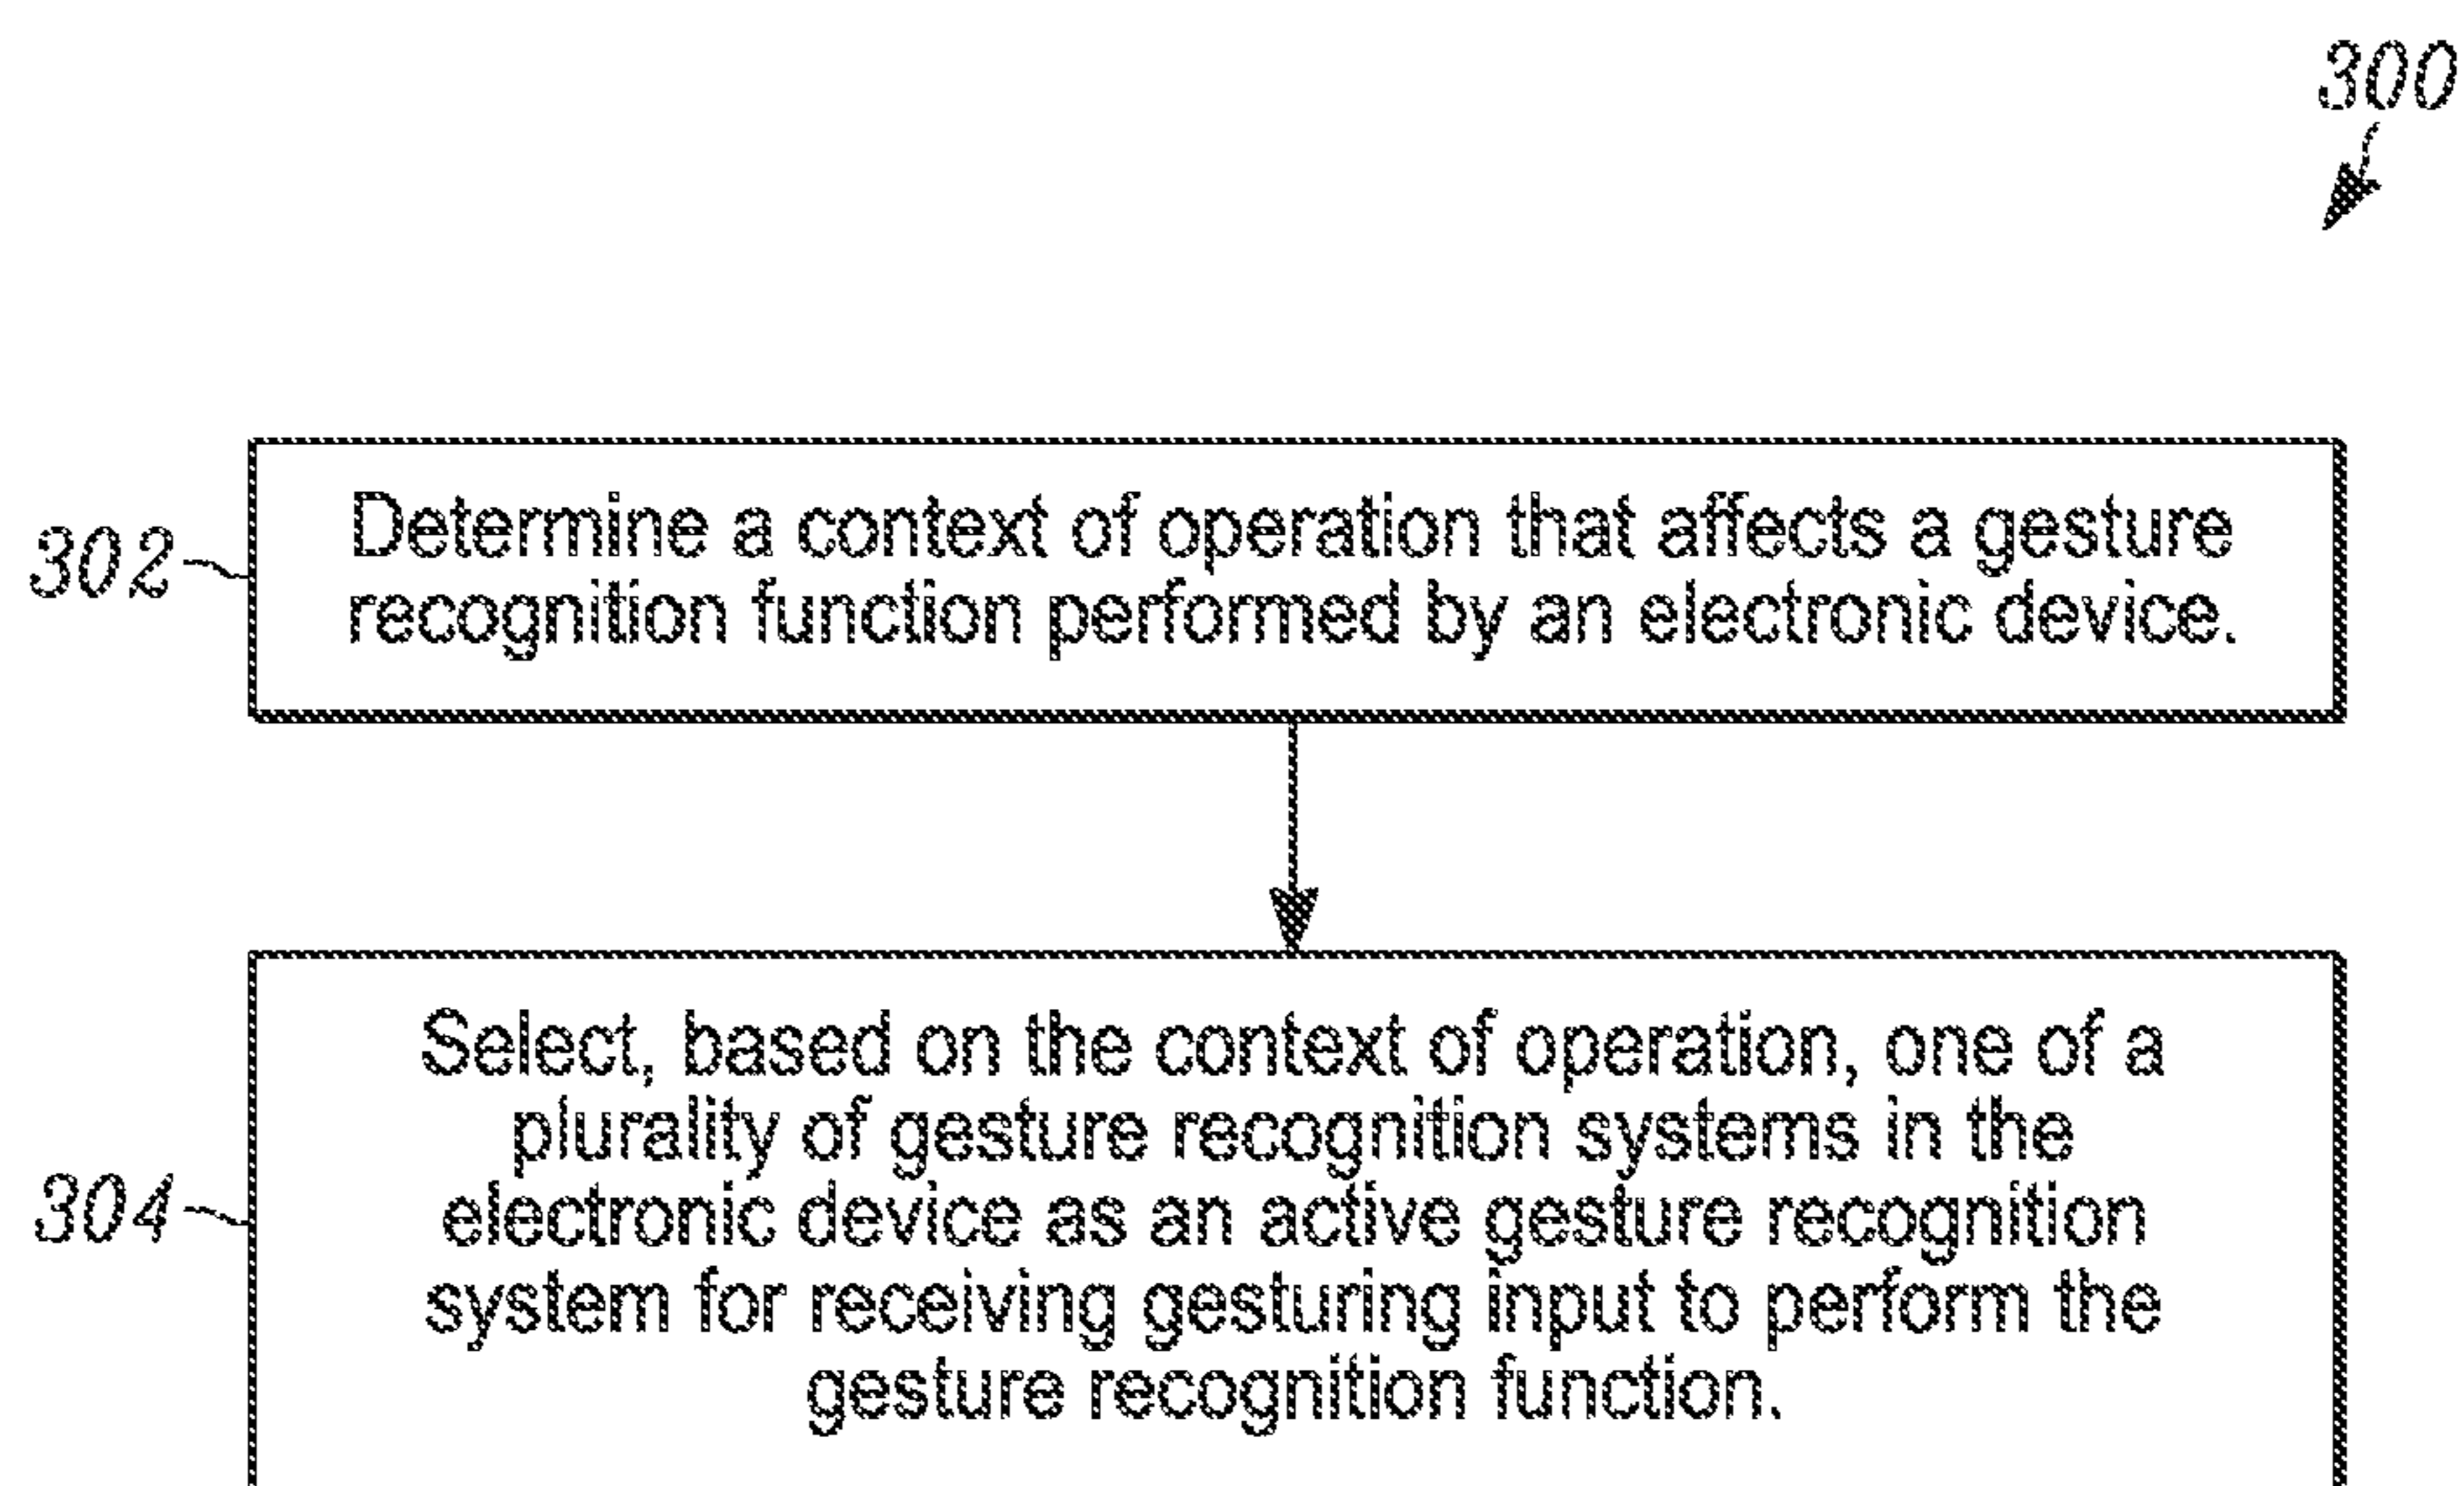 300
302
Determine a context of operation that affects a gesture
recognition function performed by an electronic device.
304
Select, based on the context of operation, one of a
plurality of gesture recognition systems in the
electronic device as an active gesture recognition
system for receiving gesturing input to perform the
gesture recognition function.